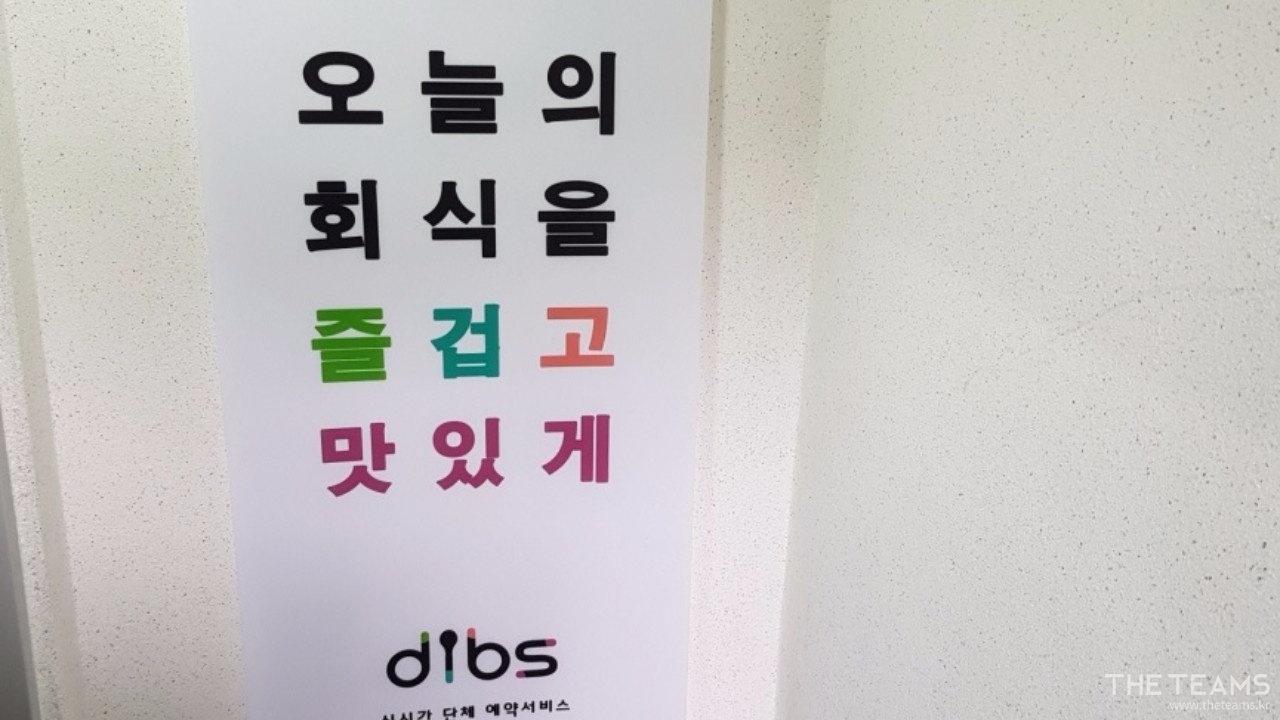 오늘의
회식을
즐겁고
맛있게
dibs
실시간 단체 예약서비스
THE TEAMS
www.theteams.kr